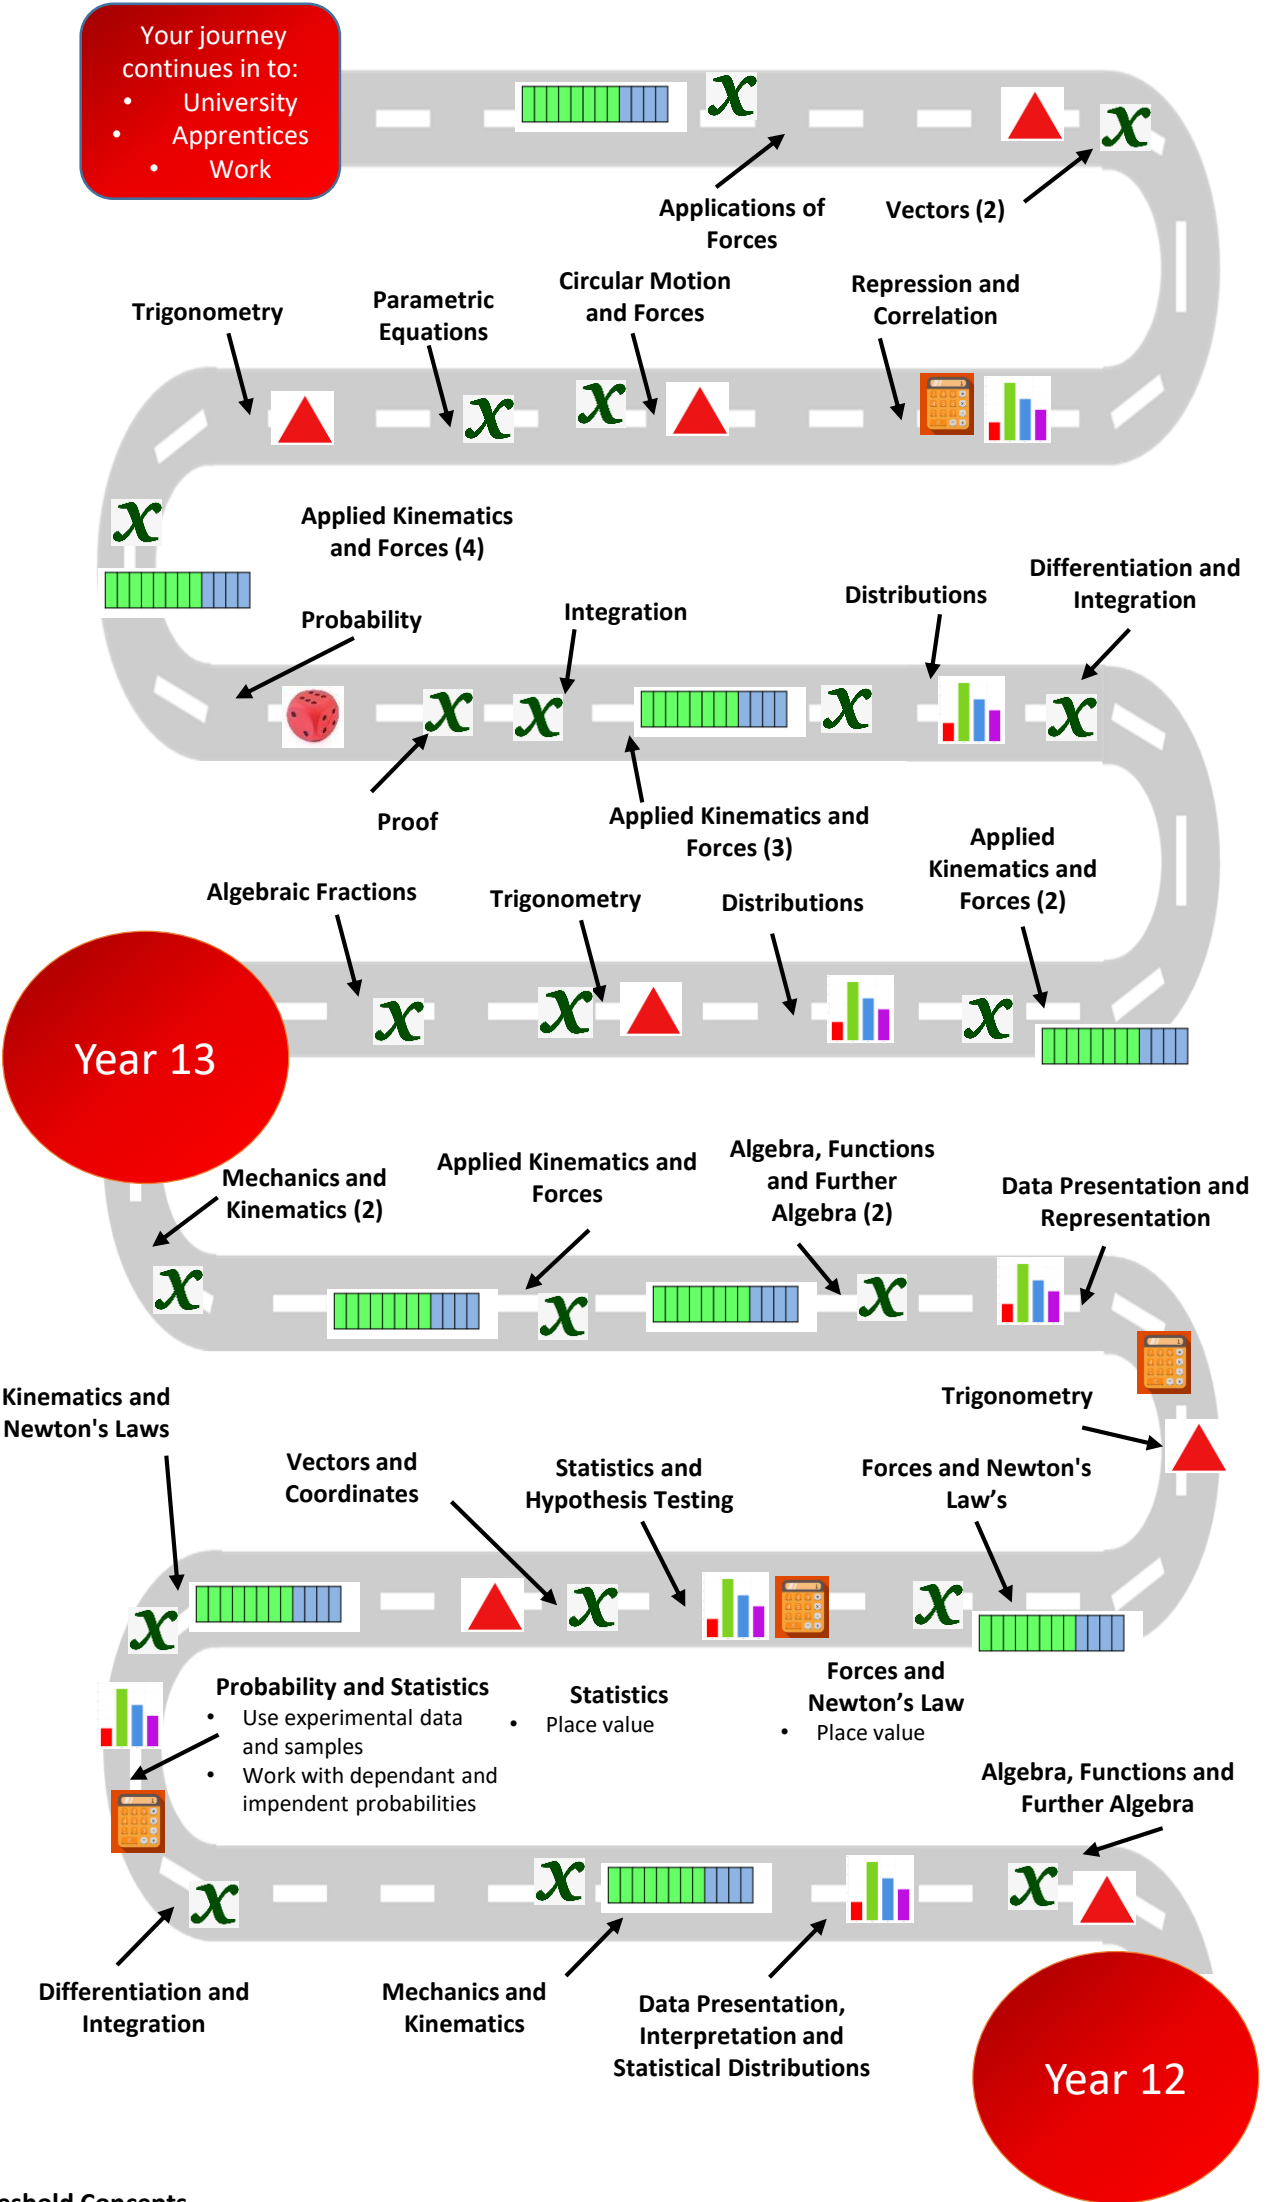 Your journey
continues in to:
• University
• Apprentices
• Work
Applications of
Forces
Vectors (2)
Trigonometry
Parametric
Equations
Circular Motion
and Forces
Repression and
Correlation
Applied Kinematics
and Forces (4)
Probability
Integration
Distributions
Differentiation and
Integration
Proof
Applied Kinematics and
Forces (3)
Applied
Kinematics and
Forces (2)
Algebraic Fractions
Trigonometry
Distributions
Year 13
Mechanics and
Kinematics (2)
Applied Kinematics and
Forces
Algebra, Functions
and Further
Algebra (2)
Data Presentation and
Representation
Trigonometry
Kinematics and
Newton's Laws
Vectors and
Coordinates
Statistics and
Hypothesis Testing
Forces and Newton's
Law’s
Probability and Statistics
• Use experimental data
and samples
• Work with dependant and
impendent probabilities
Statistics
• Place value
Forces and
Newton’s Law
• Place value
Algebra, Functions and
Further Algebra
Differentiation and
Integration
Mechanics and
Kinematics
Data Presentation,
Interpretation and
Statistical Distributions
Year 12
Concepts